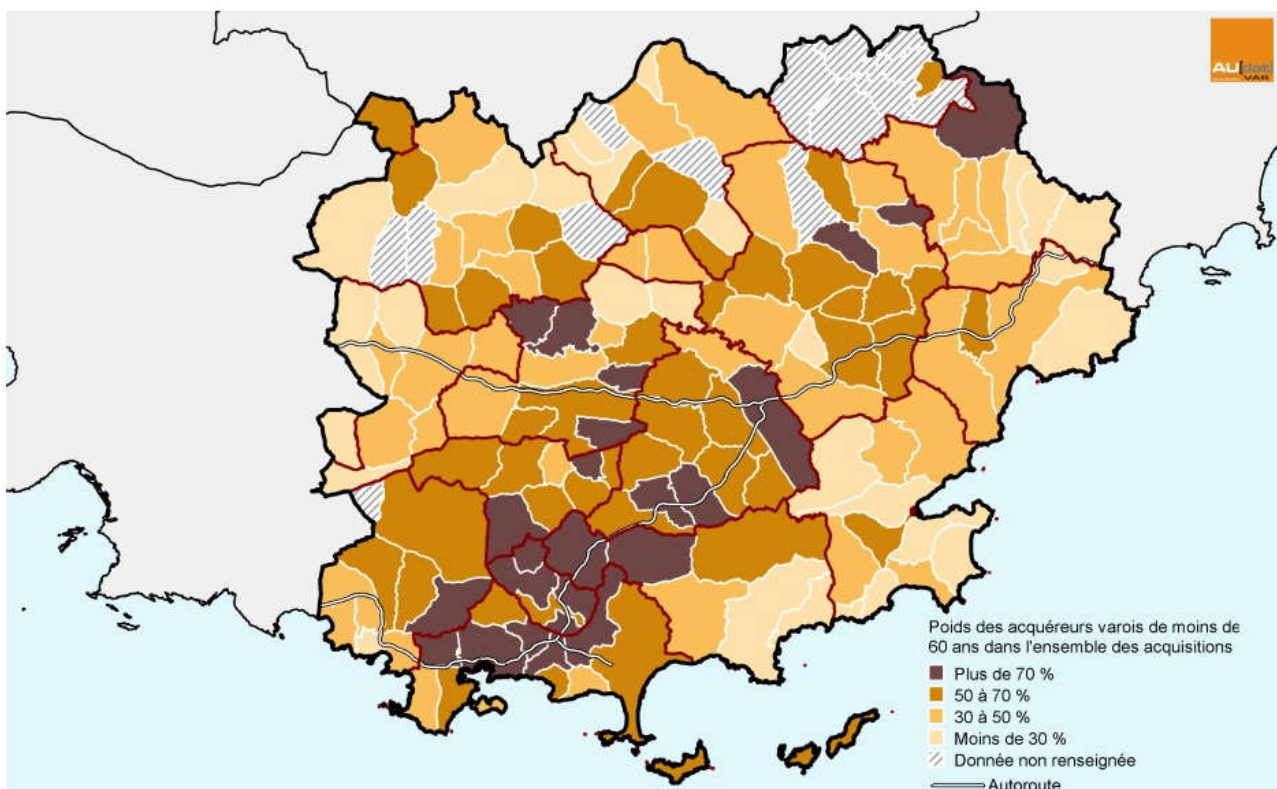 AU[dat]
VAR
Poids des acquéreurs varois de moins de
60 ans dans l'ensemble des acquisitions
Plus de 70 %
50 à 70 %
30 à 50 %
Moins de 30 %
Donnée non renseignée
Autoroute